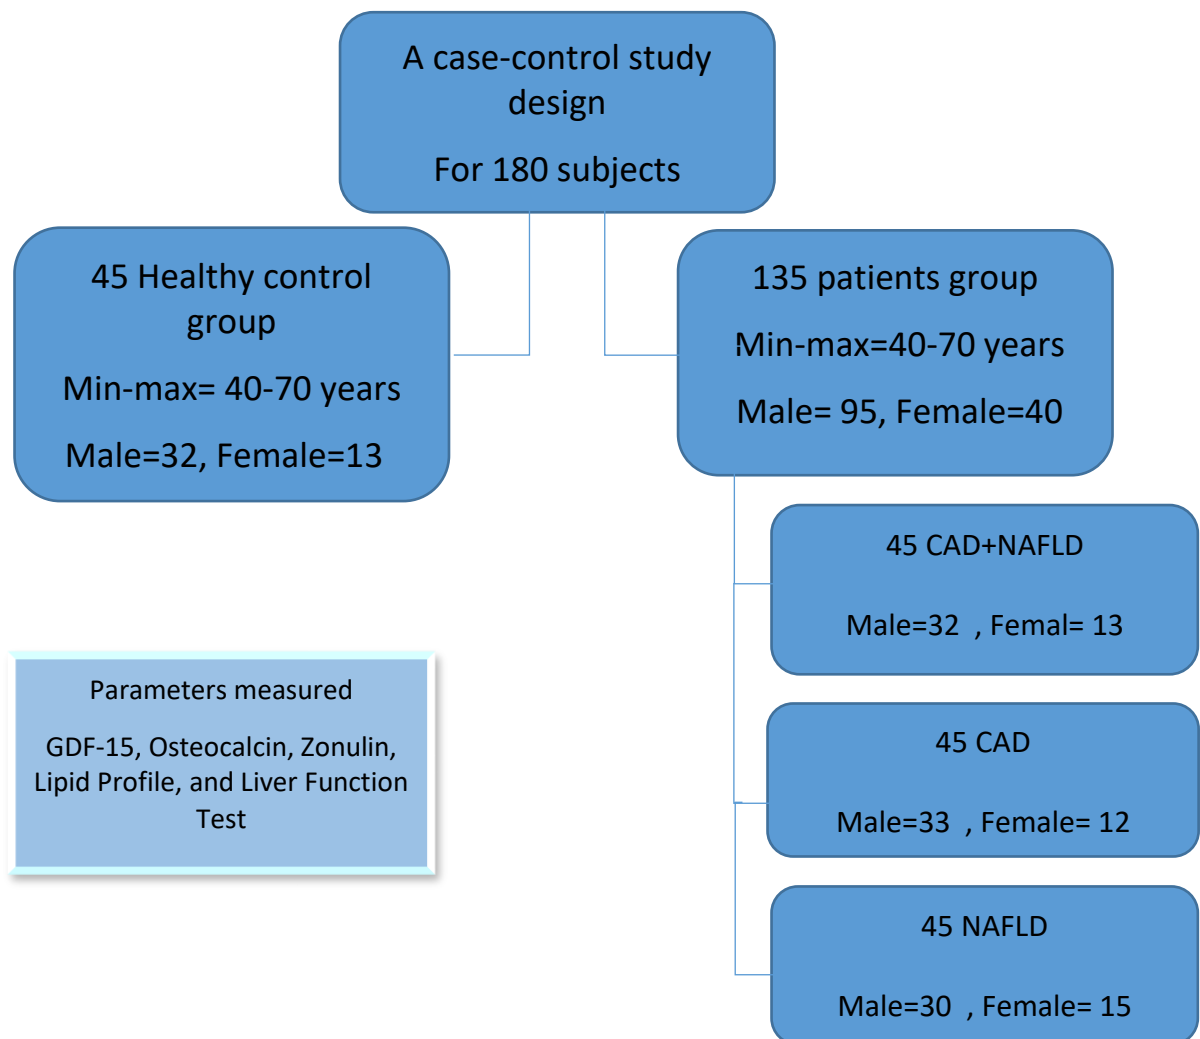 A case-control study
design
For 180 subjects
45 Healthy control
group
Min-max= 40-70 years
Male=32, Female=13
135 patients group
Min-max=40-70 years
Male= 95, Female=40
45 CAD+NAFLD
Male=32  , Femal= 13
45 CAD
Male=33  , Female= 12
45 NAFLD
Male=30  , Female= 15
Parameters measured
GDF-15, Osteocalcin, Zonulin,
Lipid Profile, and Liver Function
Test